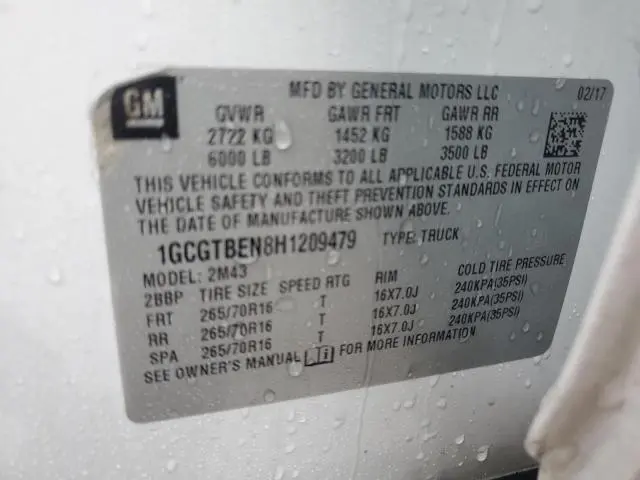 GM
MFD BY GENERAL MOTORS LLC 02/17
GVWR GAWR FRT GAWR RR
2722 KG 1452 KG 1588 KG
6000 LB 3200 LB 3500 LB
THIS VEHICLE CONFORMS TO ALL APPLICABLE U.S. FEDERAL MOTOR
VEHICLE SAFETY AND THEFT PREVENTION STANDARDS IN EFFECT ON
THE DATE OF MANUFACTURE SHOWN ABOVE.
1GCGTBEN8H1209479 TYPE: TRUCK
MODEL: 2M43
2BBP TIRE SIZE SPEED RTG RIM COLD TIRE PRESSURE
FRT 265/70R16 T 16X7.0J 240KPA(35PSI)
RR 265/70R16 T 16X7.0J 240KPA(35PSI)
SPA 265/70R16 T 16X7.0J 240KPA(35PSI)
SEE OWNER'S MANUAL i FOR MORE INFORMATION